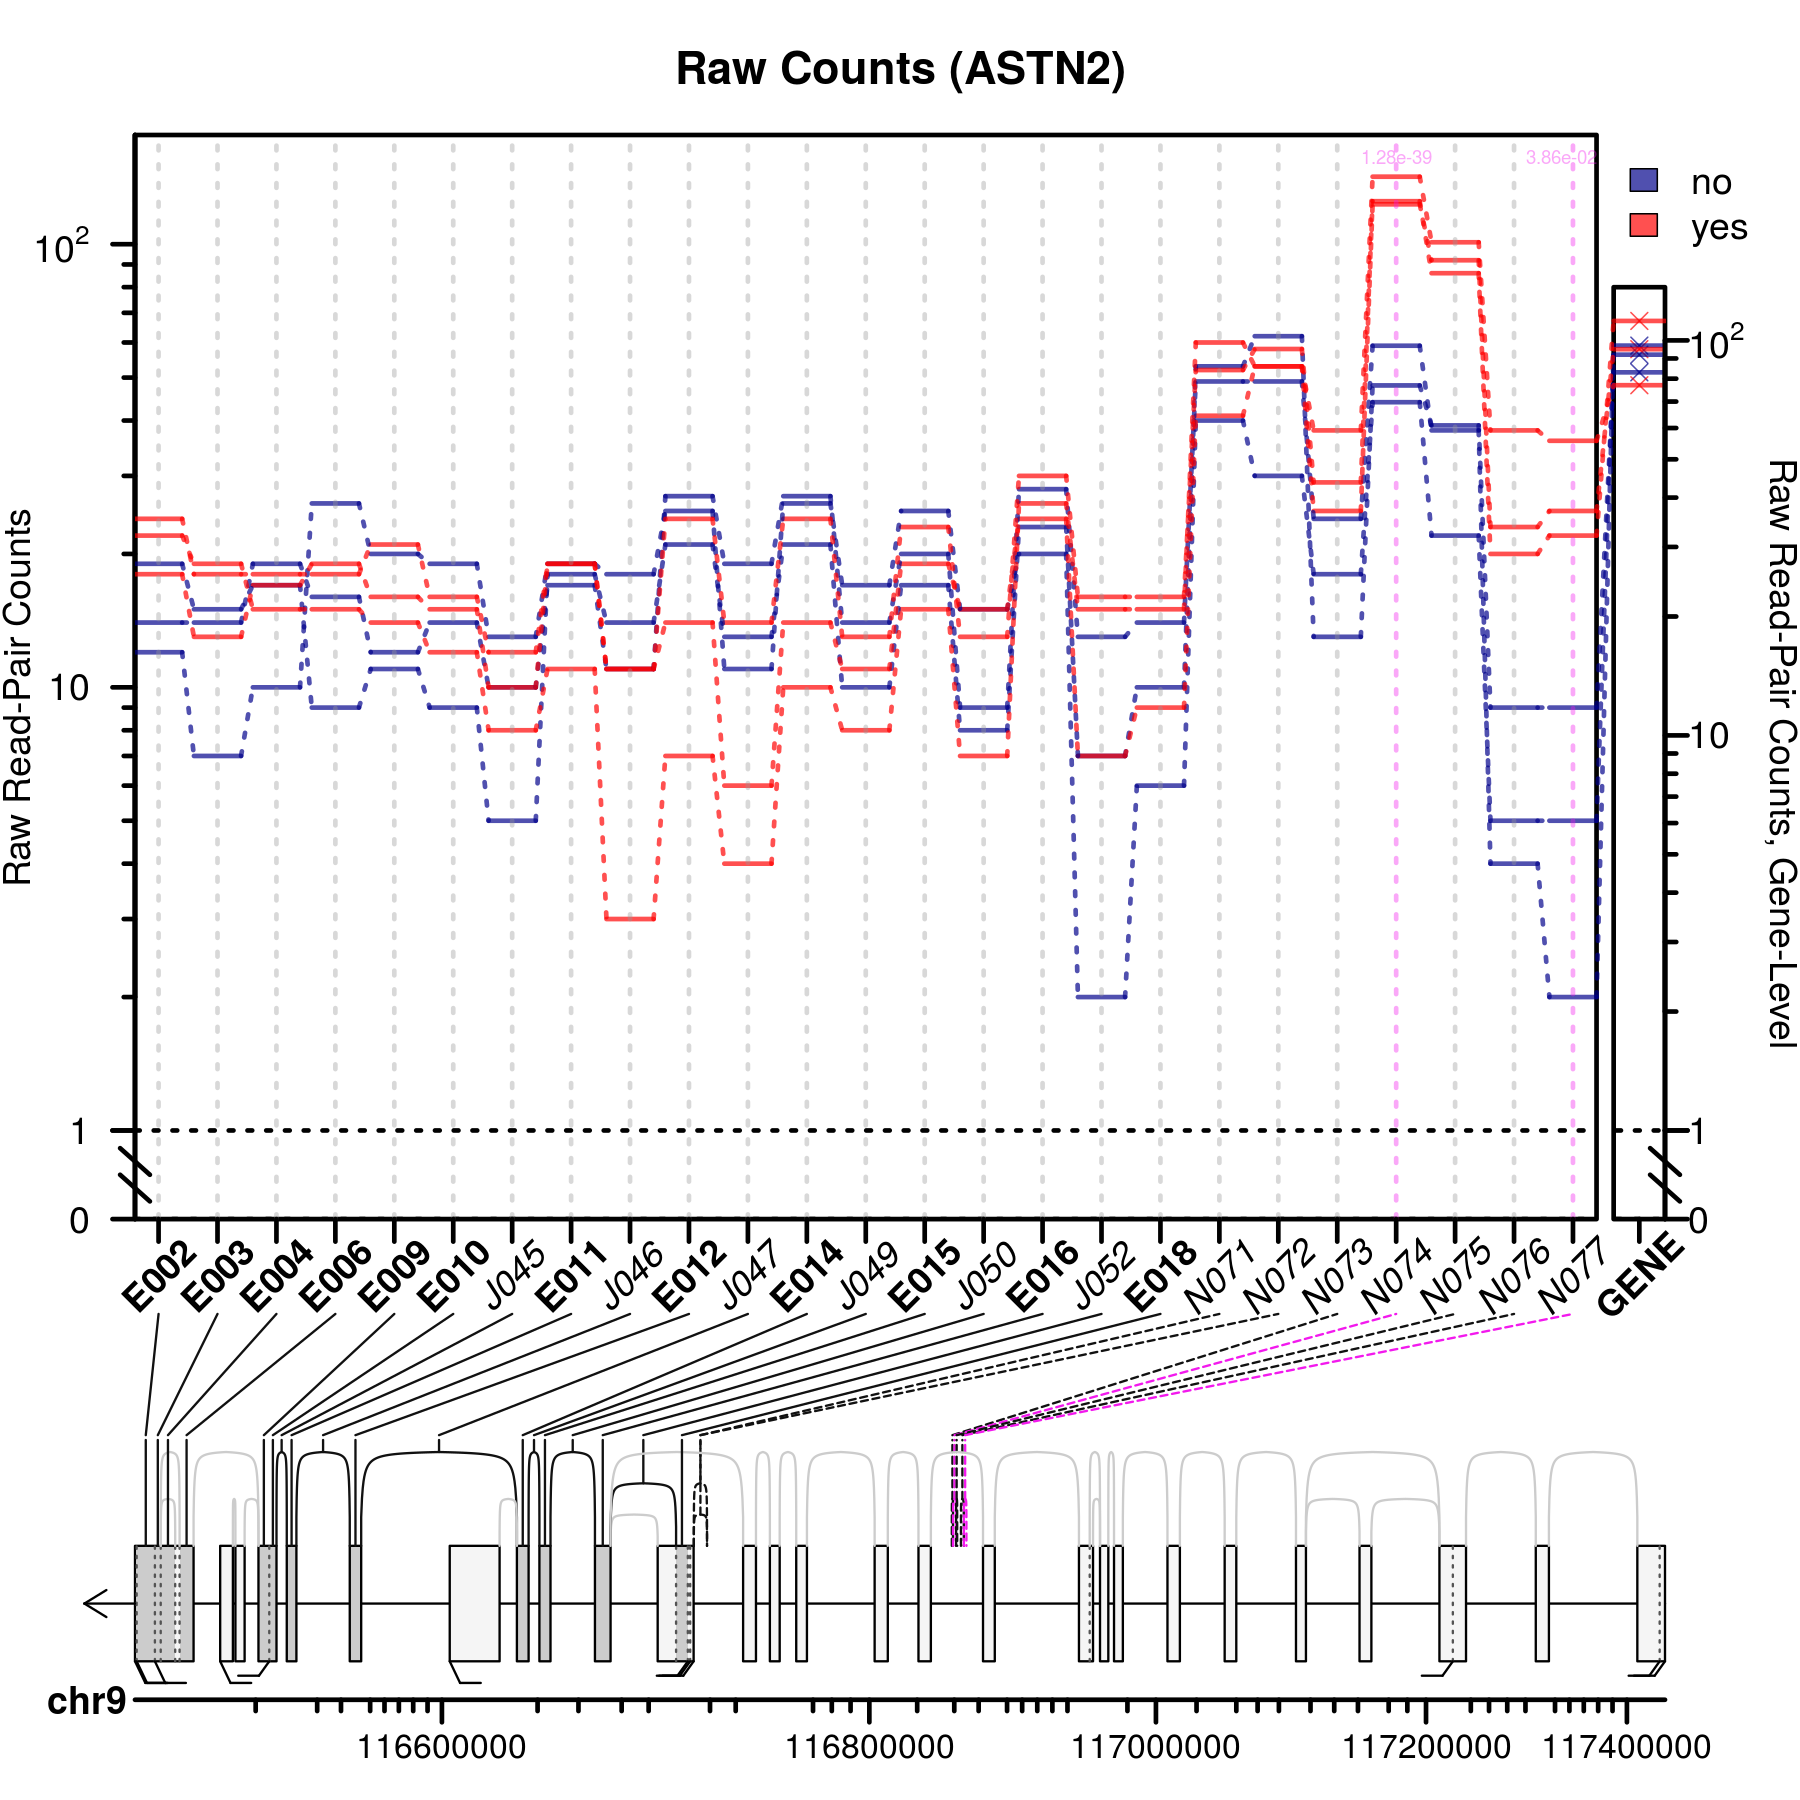 Raw Counts (ASTN2)
1.28e-39 3.86e-02
no
yes
Raw Read-Pair Counts
10²
10
1
0
Raw Read-Pair Counts, Gene-Level
10²
10
1
0
E002 E003 E004 E006 E009 E010 J045 E011 J046 E012 J047 E014 J049 E015 J050 E016 J052 E018 N071 N072 N073 N074 N075 N076 N077 GENE
chr9
116600000 116800000 117000000 117200000 117400000